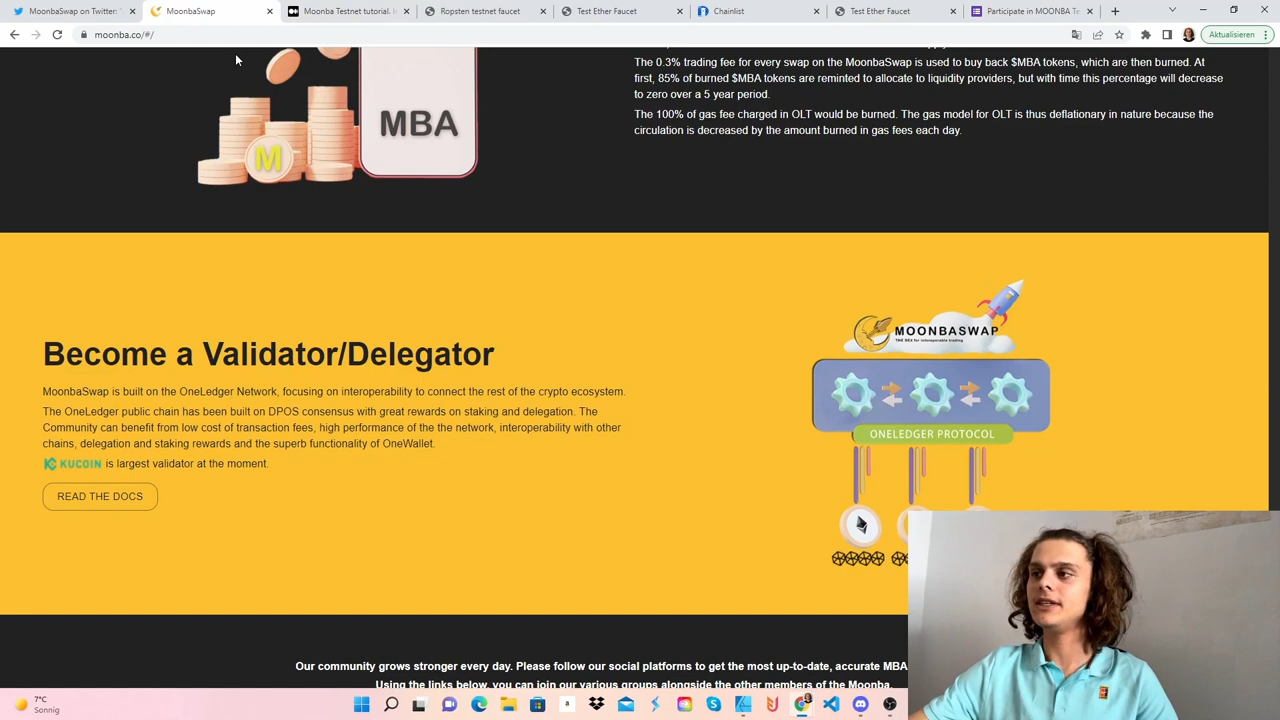 MoonbaSwap on Twitter:
MoonbaSwap
Moonba Testnet tutorial.
Ropsten testnet faucet
Test Ether Faucet
Chainlist
Test Ether Faucet
Participate in MOONBA Te
moonba.co/#/
Aktualisieren
The 0.3% trading fee for every swap on the MoonbaSwap is used to buy back $MBA tokens, which are then burned. At
first, 85% of burned $MBA tokens are reminted to allocate to liquidity providers, but with time this percentage will decrease
to zero over a 5 year period.
The 100% of gas fee charged in OLT would be burned. The gas model for OLT is thus deflationary in nature because the
circulation is decreased by the amount burned in gas fees each day.
MBA
M
Become a Validator/Delegator
MoonbaSwap is built on the OneLedger Network, focusing on interoperability to connect the rest of the crypto ecosystem.
The OneLedger public chain has been built on DPOS consensus with great rewards on staking and delegation. The
Community can benefit from low cost of transaction fees, high performance of the the network, interoperability with other
chains, delegation and staking rewards and the superb functionality of OneWallet.
KUCOIN is largest validator at the moment.
READ THE DOCS
MOONBASWAP
THE DEX for interoperable trading
ONELEDGER PROTOCOL
Our community grows stronger every day. Please follow our social platforms to get the most up-to-date, accurate MBA
Using the links below, you can join our various groups alongside the other members of the Moonba
7°C
Sonnig